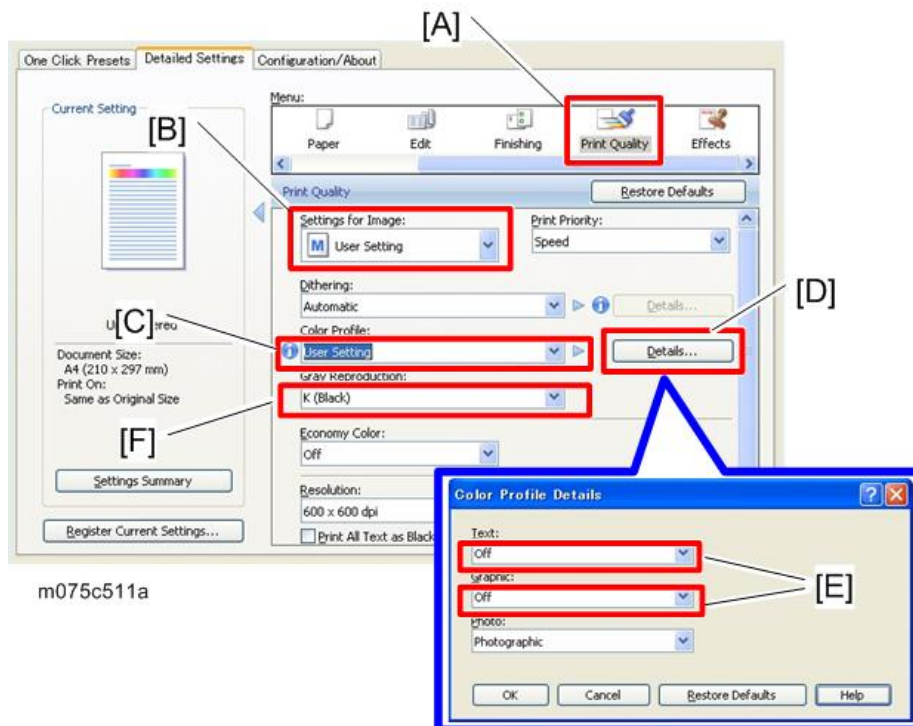 [A]
One Click Presets Detailed Settings Configuration/About
Menu:
Current Setting
[B]
Paper Edit Finishing Print Quality Effects
Print Quality Restore Defaults
Settings for Image: Print Priority:
M User Setting Speed
Dithering:
[D]
Automatic Details...
[C]
Color Profile:
User Setting Details...
Document Size:
A4 (210 x 297 mm)
Print On:
Same as Original Size
Gray Reproduction:
K (Black)
[F]
Economy Color:
Off
Settings Summary
Resolution:
600 x 600 dpi
Register Current Settings...
Print All Text as Black
Color Profile Details
Text:
Off
Graphic:
[E]
Off
Photo:
Photographic
OK Cancel Restore Defaults Help
m075c511a